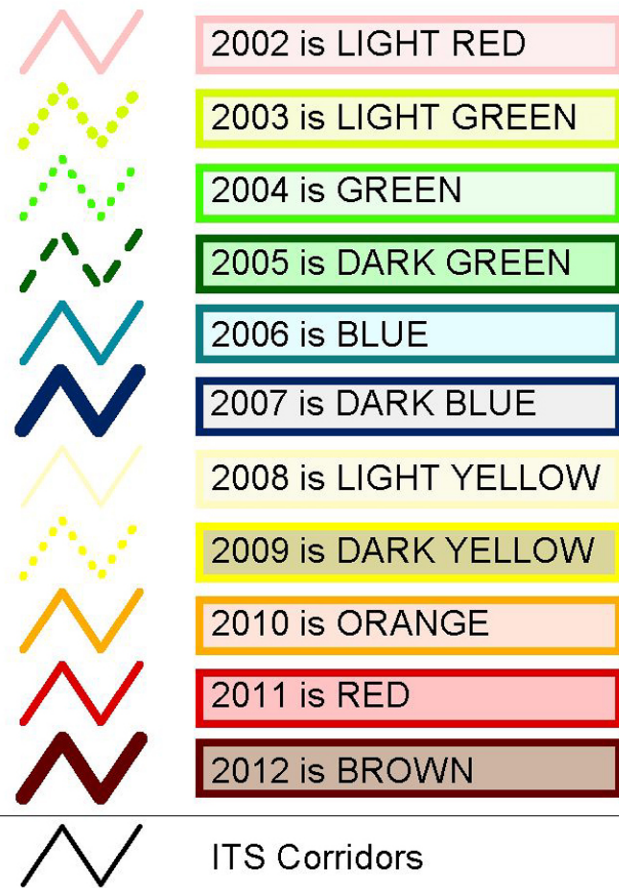 2002 is LIGHT RED
2003 is LIGHT GREEN
2004 is GREEN
2005 is DARK GREEN
2006 is BLUE
2007 is DARK BLUE
2008 is LIGHT YELLOW
2009 is DARK YELLOW
2010 is ORANGE
2011 is RED
2012 is BROWN
ITS Corridors